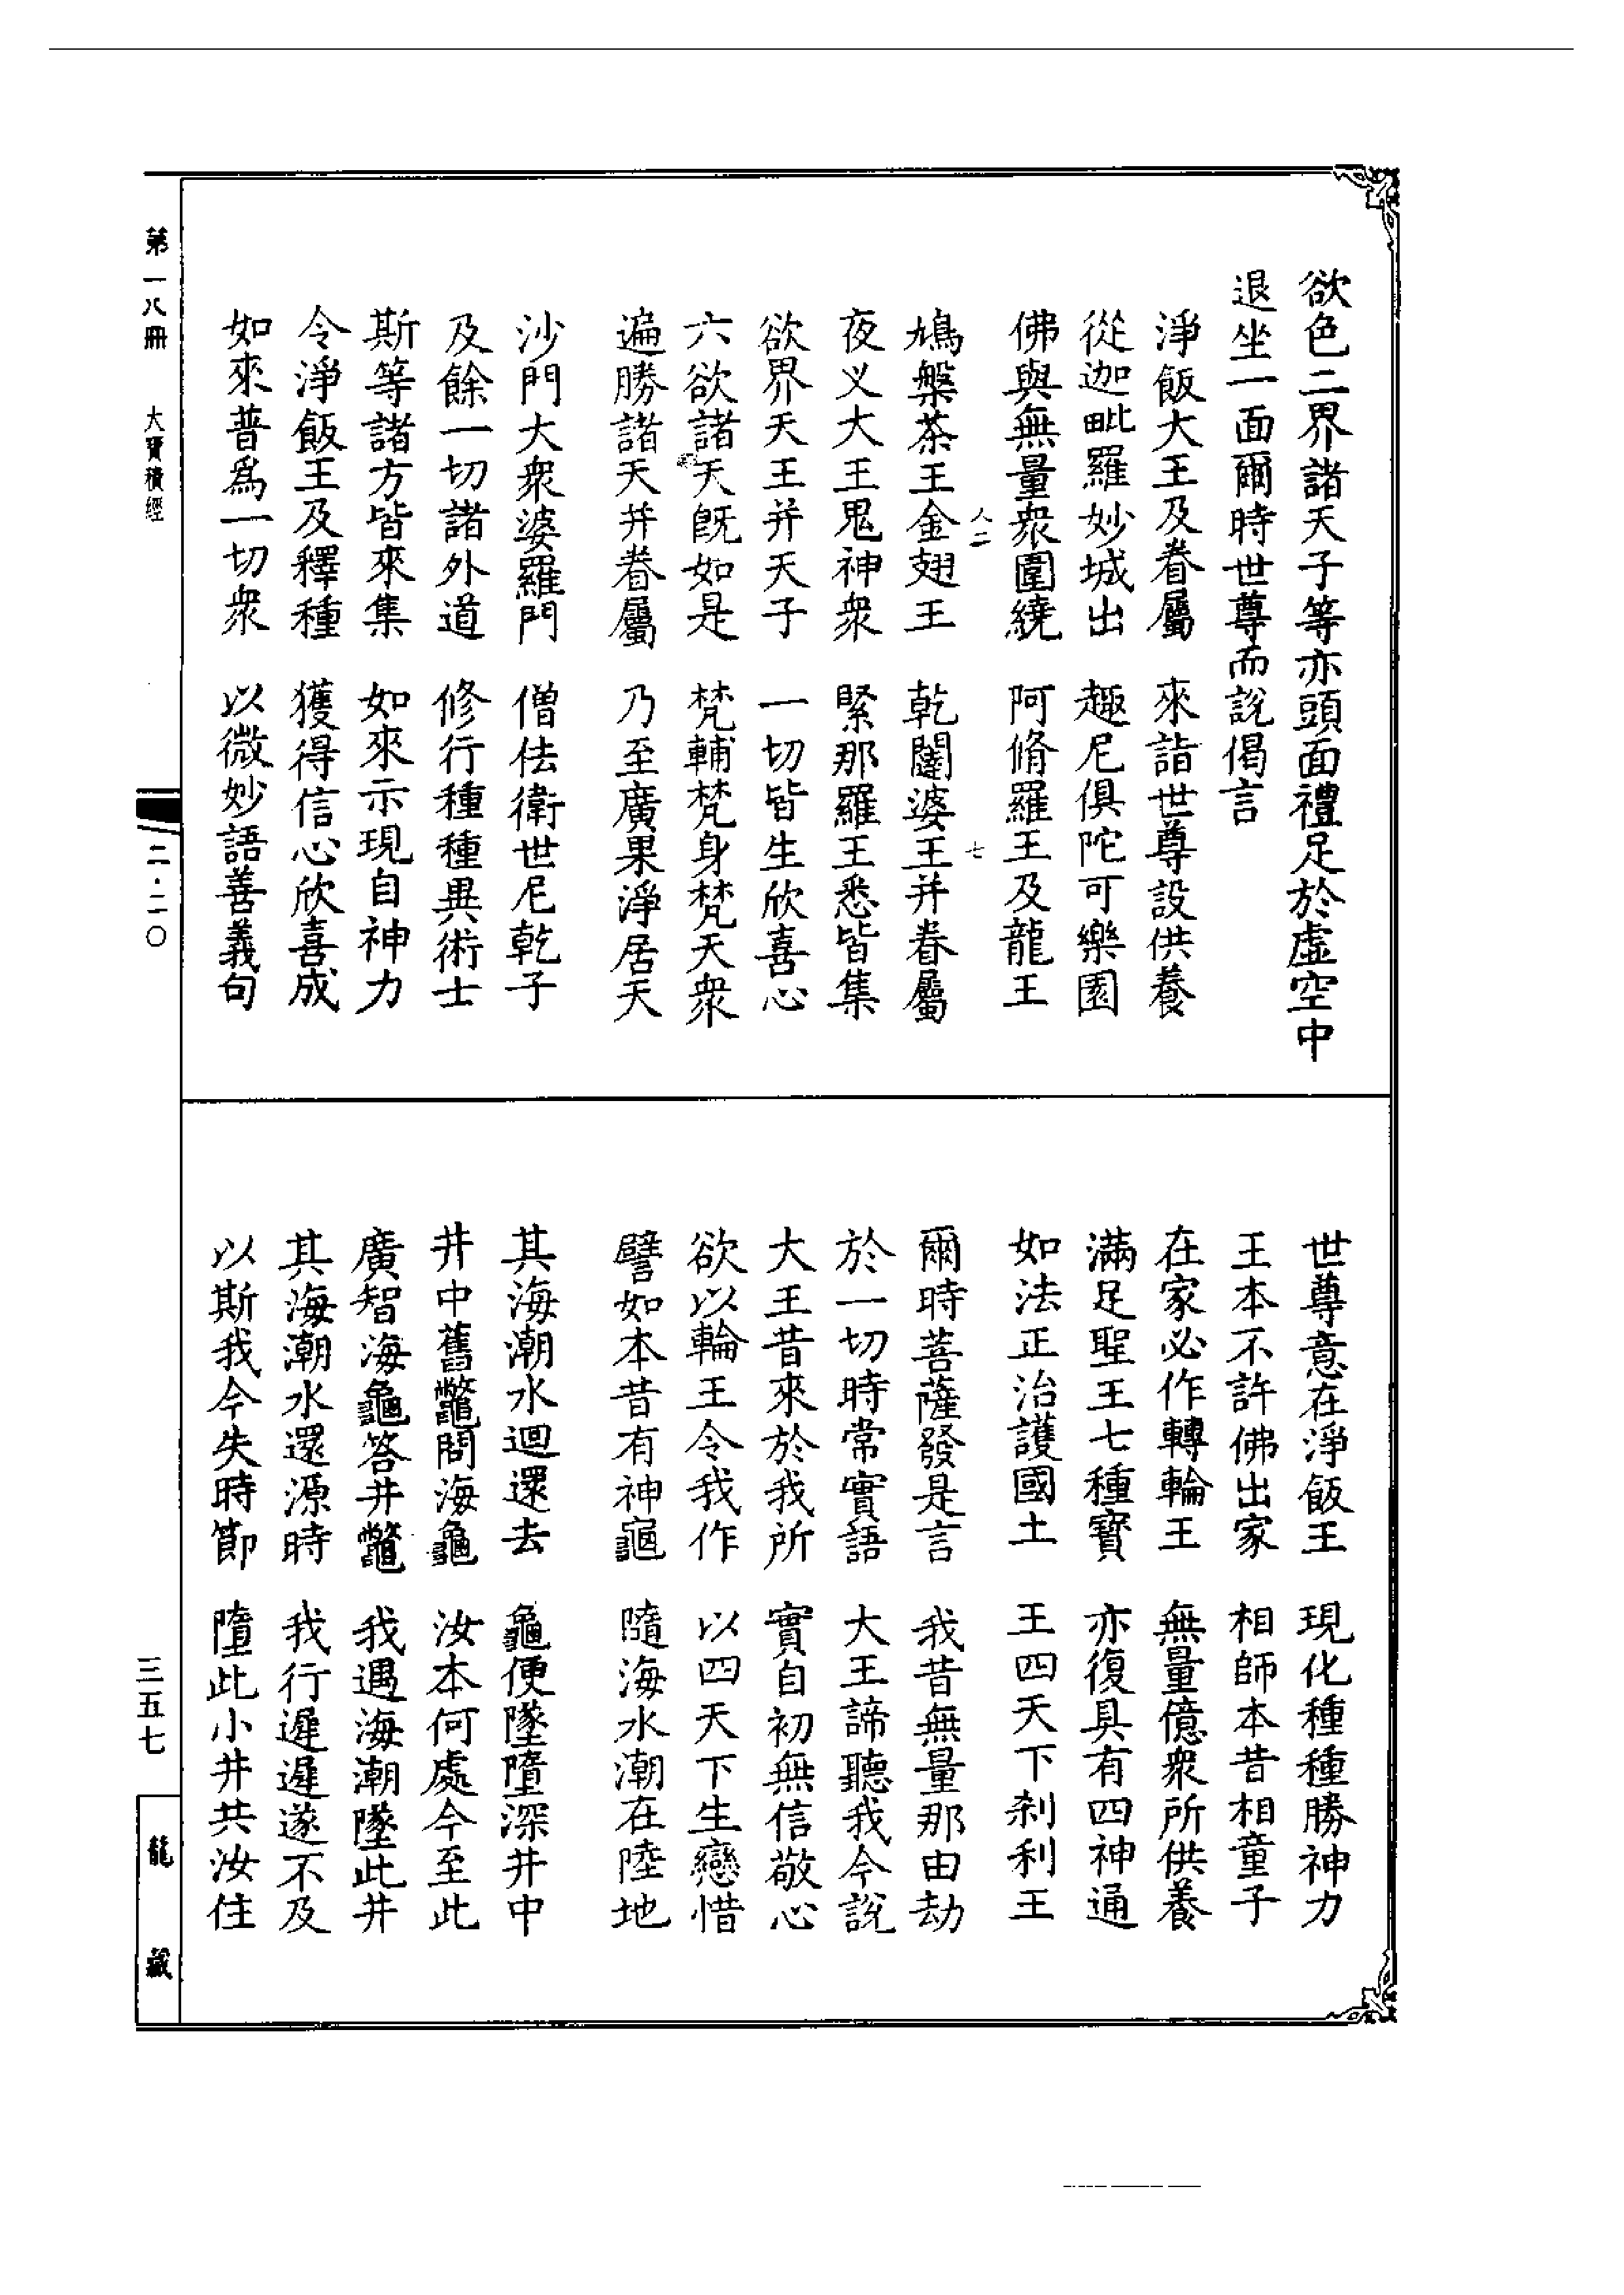 欲色二界諸天子等亦頭面禮足於虛空中
退坐一面爾時世尊而說偈言
淨飯大王及眷屬　來詣世尊設供養
從迦毗羅妙城出　趣尼俱陀可樂園
佛與無量衆圍繞　阿脩羅王及龍王
人二　七
鳩槃茶王金翅王　乾闥婆王并眷屬
夜义大王鬼神衆　緊那羅王悉皆集
欲界天王并天子　一切皆生欣喜心
六欲諸天旣如是　梵輔梵身梵天衆
遍勝諸天并眷屬　乃至廣果淨居天
沙門大衆婆羅門　僧佉衛世尼乾子
及餘一切諸外道　修行種種異術士
斯等諸方皆來集　如來示現自神力
令淨飯王及釋種　獲得信心欣喜成
如來普爲一切衆　以微妙語善義句
世尊意在淨飯王　現化種種勝神力
王本不許佛出家　相師本昔相童子
在家必作轉輪王　無量億衆所供養
滿足聖王七種寶　亦復具有四神通
如法正治護國土　王四天下刹利王
爾時菩薩發是言　我昔無量那由劫
於一切時常實語　大王諦聽我今說
大王昔來於我所　實自初無信敬心
欲以輪王令我作　以四天下生戀惜
譬如本昔有神龜　隨海水潮在陸地
其海潮水迴還去　龜便墜墮深井中
井中舊鼈問海龜　汝本何處今至此
廣智海龜答井鼈　我遇海潮墜此井
其海潮水還源時　我行遲遲遂不及
以斯我今失時節　墮此小井共汝住
第一八冊　大寶積經
二·二〇
三五七
龍藏